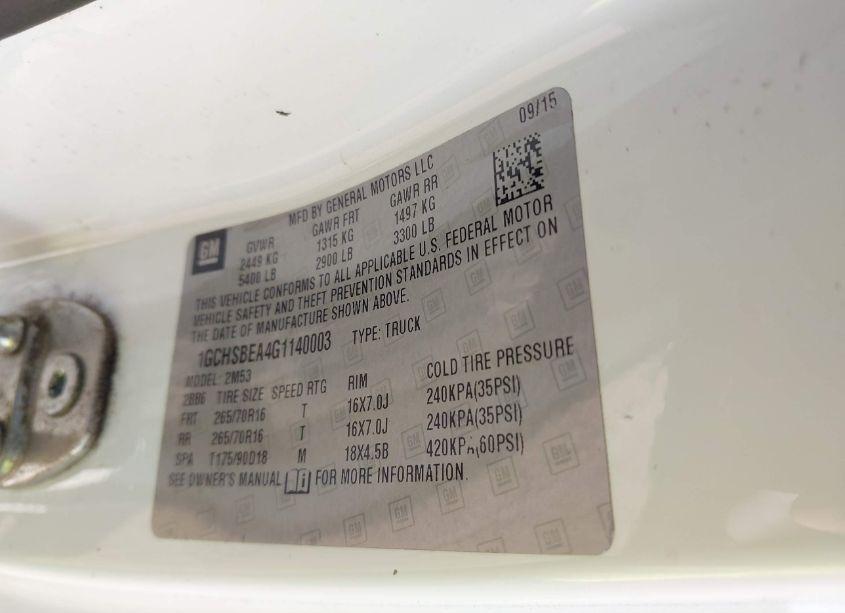 09/15
GM
MFD BY GENERAL MOTORS LLC
GVWR GAWR FRT GAWR RR
2449 KG 1315 KG 1497 KG
5400 LB 2900 LB 3300 LB
THIS VEHICLE CONFORMS TO ALL APPLICABLE U.S. FEDERAL MOTOR
VEHICLE SAFETY AND THEFT PREVENTION STANDARDS IN EFFECT ON
THE DATE OF MANUFACTURE SHOWN ABOVE.
1GCHSBEA4G1140003 TYPE: TRUCK
MODEL: 2M53
2BB6 TIRE SIZE SPEED RTG RIM COLD TIRE PRESSURE
FRT 265/70R16 T 16X7.0J 240KPA(35PSI)
RR 265/70R16 T 16X7.0J 240KPA(35PSI)
SPA T175/90D18 M 18X4.5B 420KPA(60PSI)
SEE OWNER'S MANUAL FOR MORE INFORMATION.